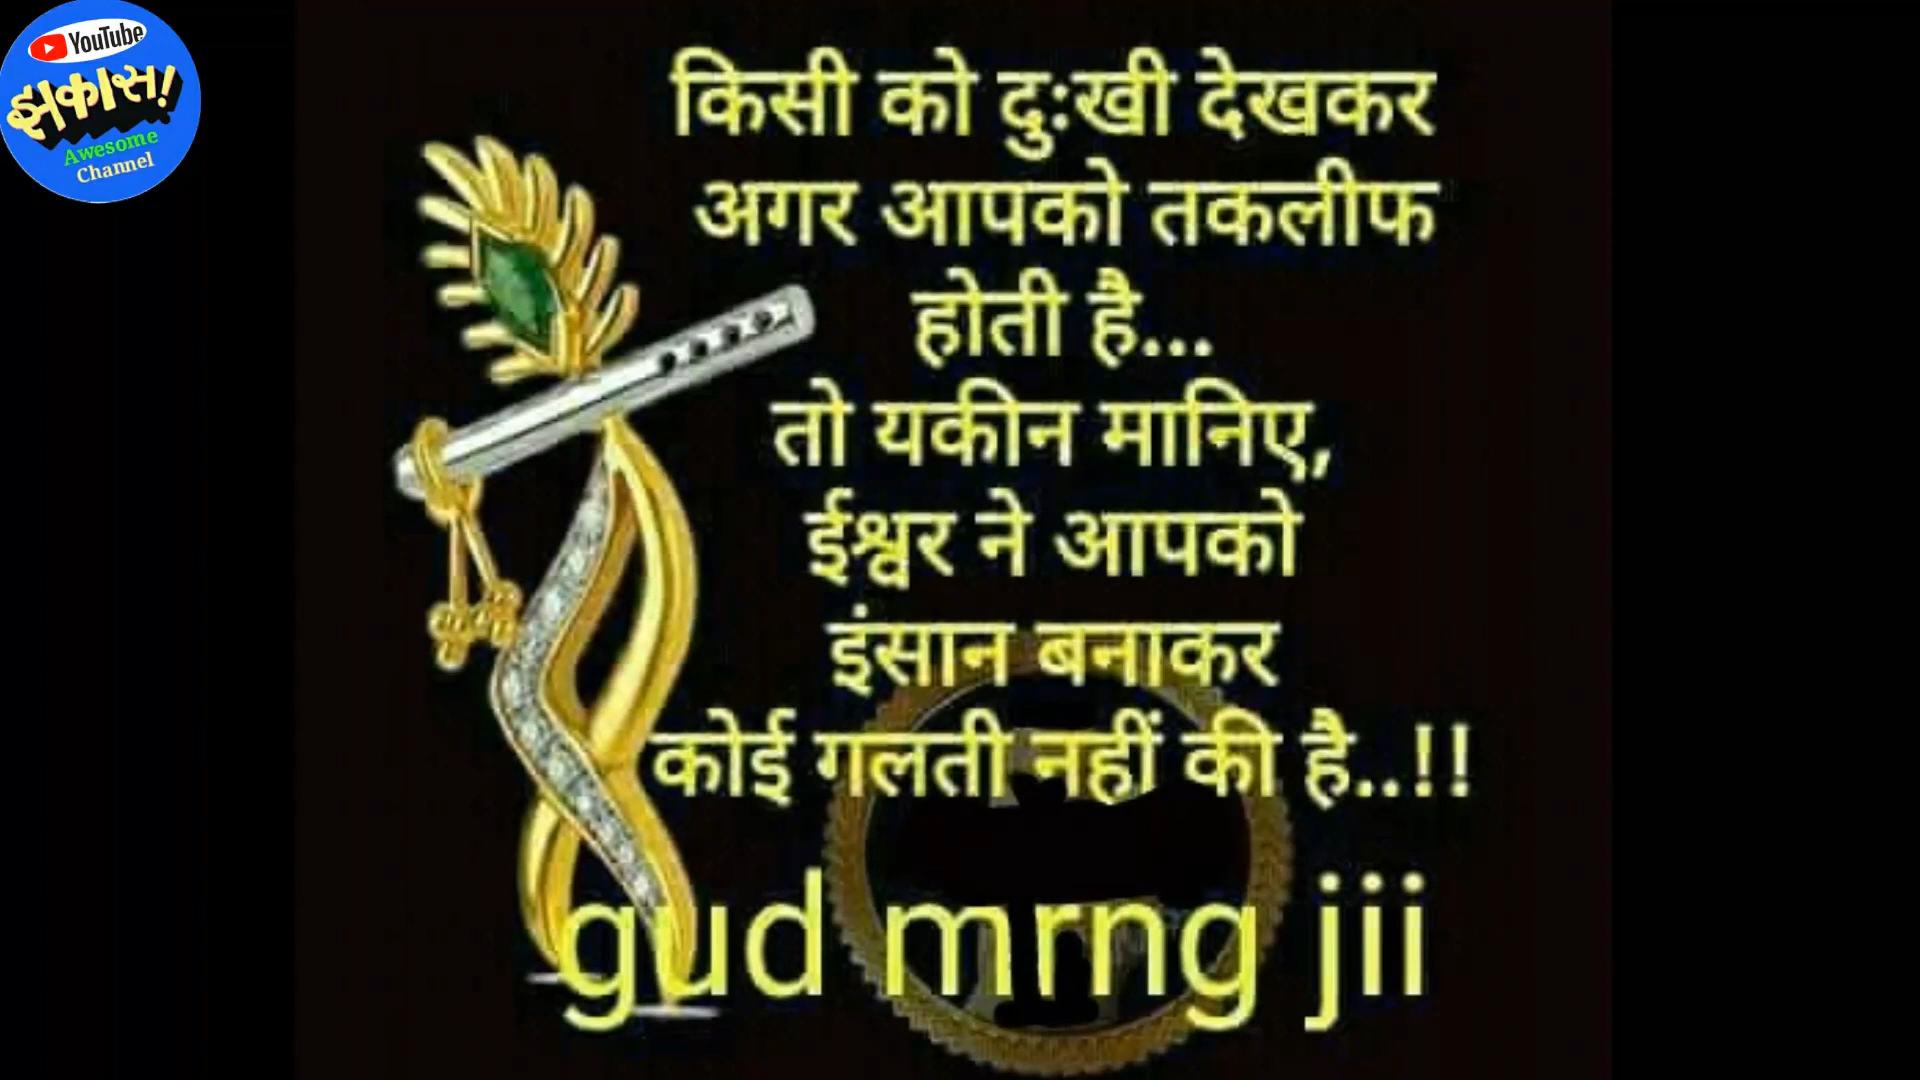 YouTube
झकास!
Awesome
Channel
किसी को दुःखी देखकर
अगर आपको तकलीफ
होती है...
तो यकीन मानिए,
ईश्वर ने आपको
इंसान बनाकर
कोई गलती नहीं की है..!!
gud mrng jii